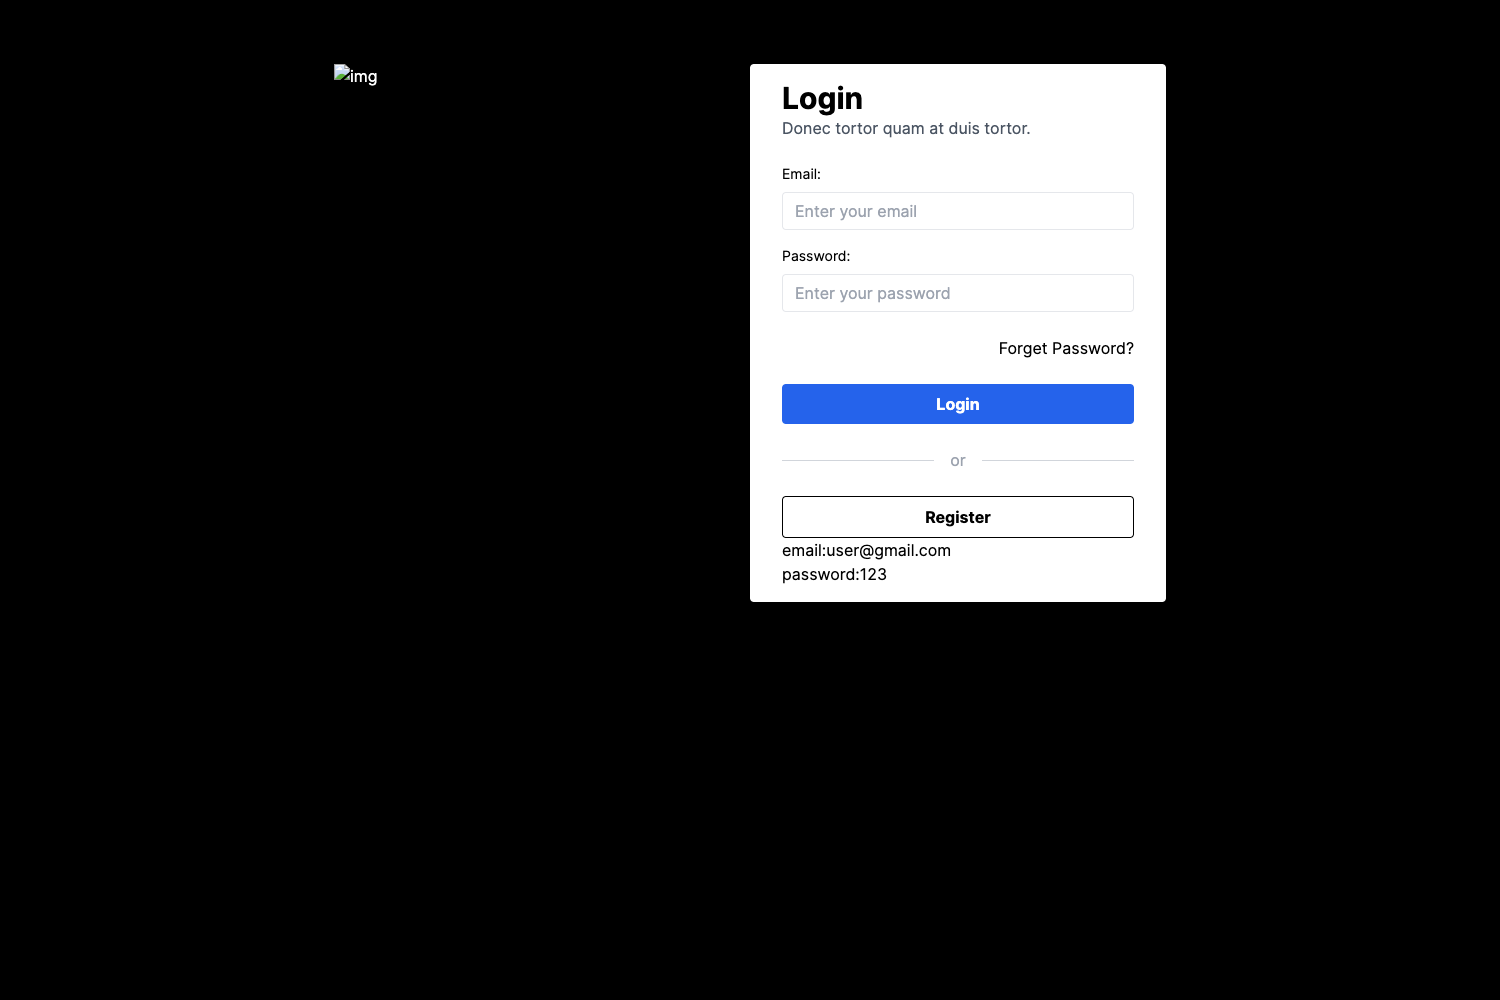 img
Login
Donec tortor quam at duis tortor.
Email:
Enter your email
Password:
Enter your password
Forget Password?
Login
or
Register
email:user@gmail.com
password:123